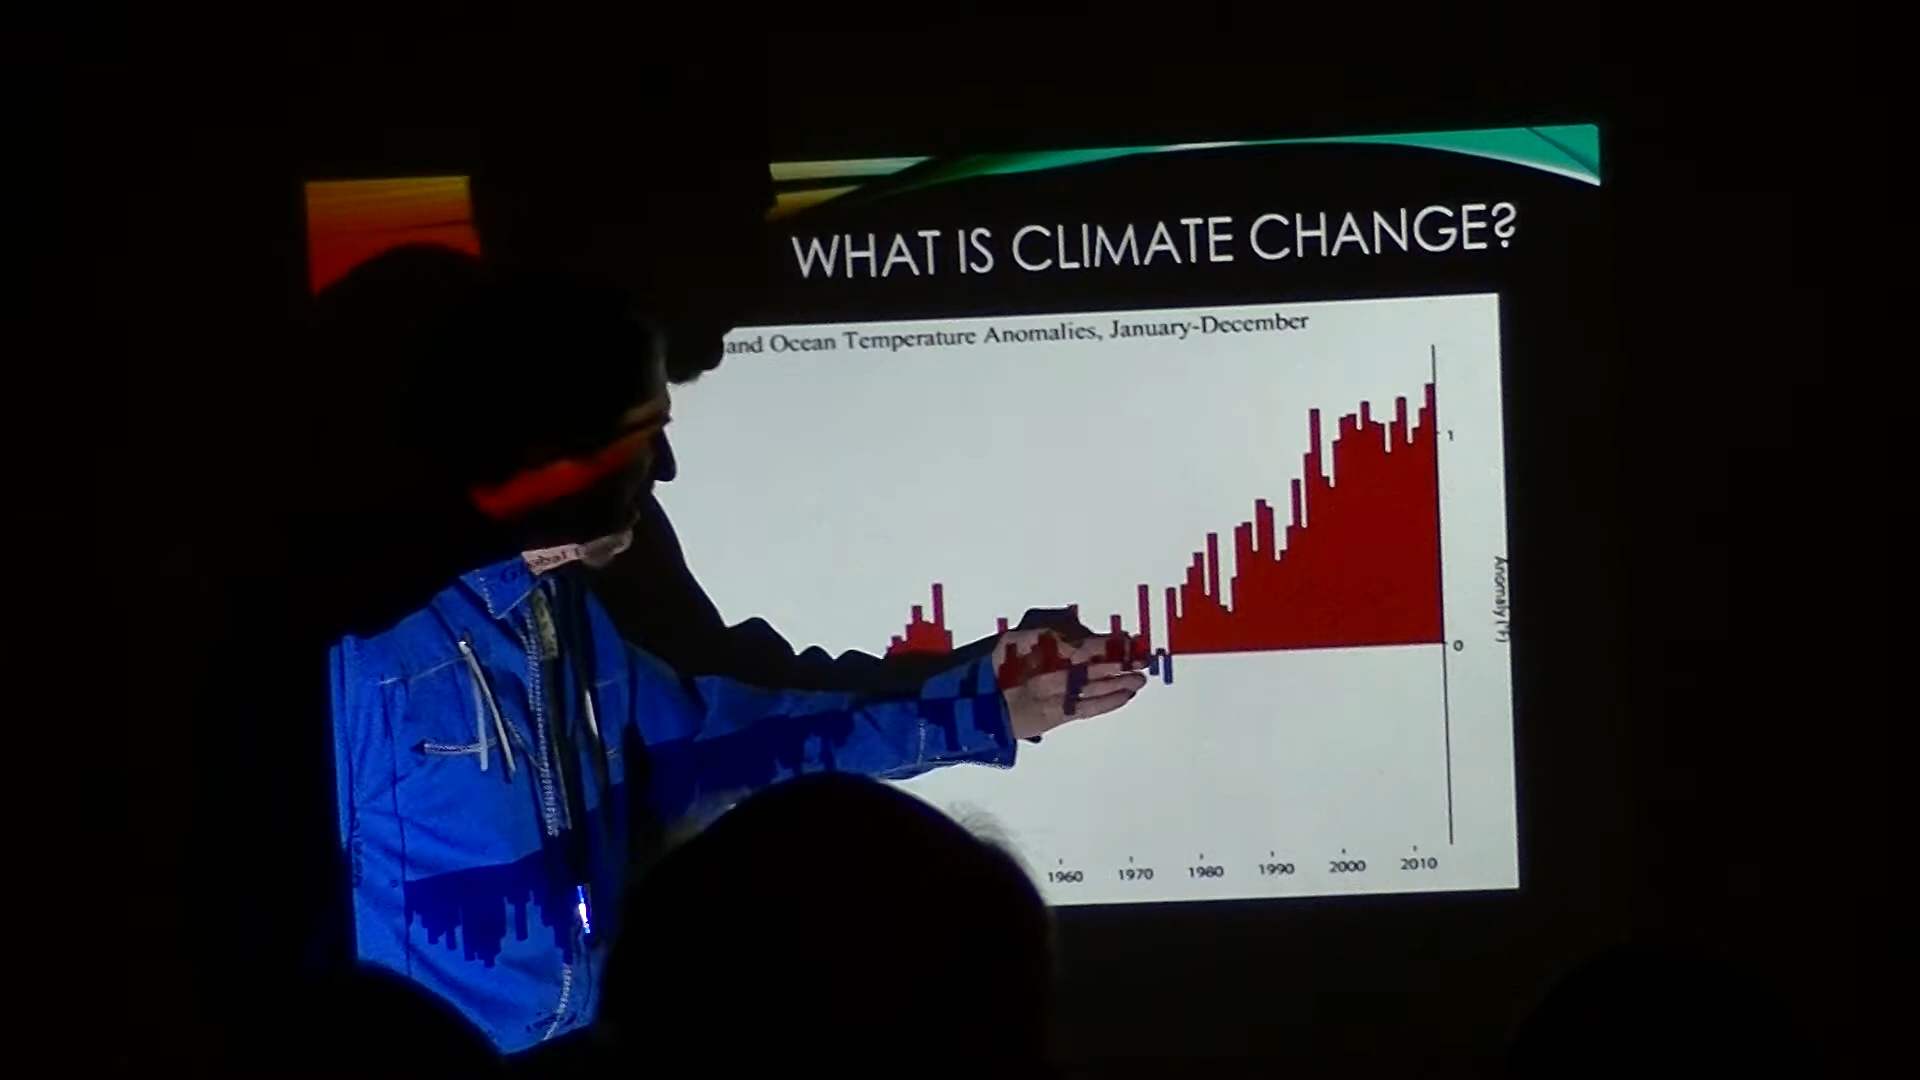 WHAT IS CLIMATE CHANGE?
and Ocean Temperature Anomalies, January-December
1
0
Anomaly (°F)
1960 1970 1980 1990 2000 2010